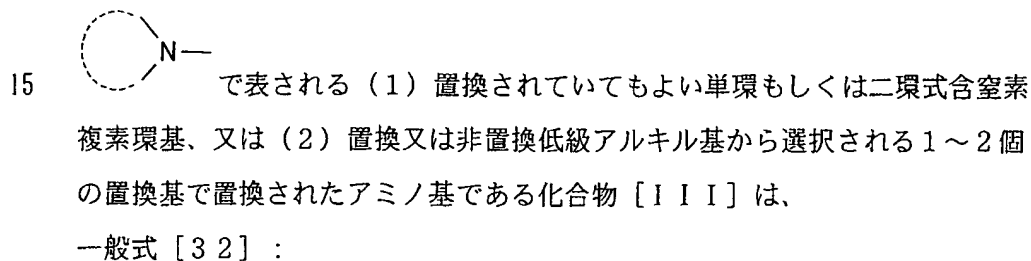 N—
15 で表される（1）置換されていてもよい単環もしくは二環式含窒素
複素環基、又は（2）置換又は非置換低級アルキル基から選択される1～2個
の置換基で置換されたアミノ基である化合物［III］は、
一般式［32］：